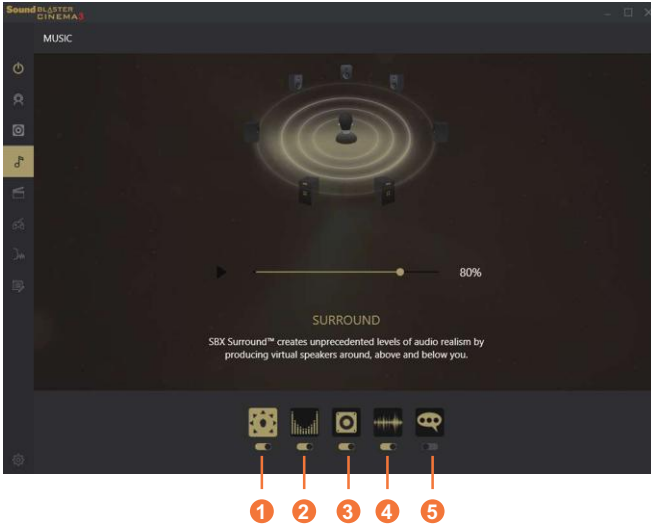 Sound BLASTER
CINEMA3
MUSIC
80%
SURROUND
SBX Surround™ creates unprecedented levels of audio realism by
producing virtual speakers around, above and below you.
1 2 3 4 5